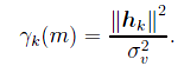 γ_k(m) = ‖𝒉_k‖² / σ_v² .